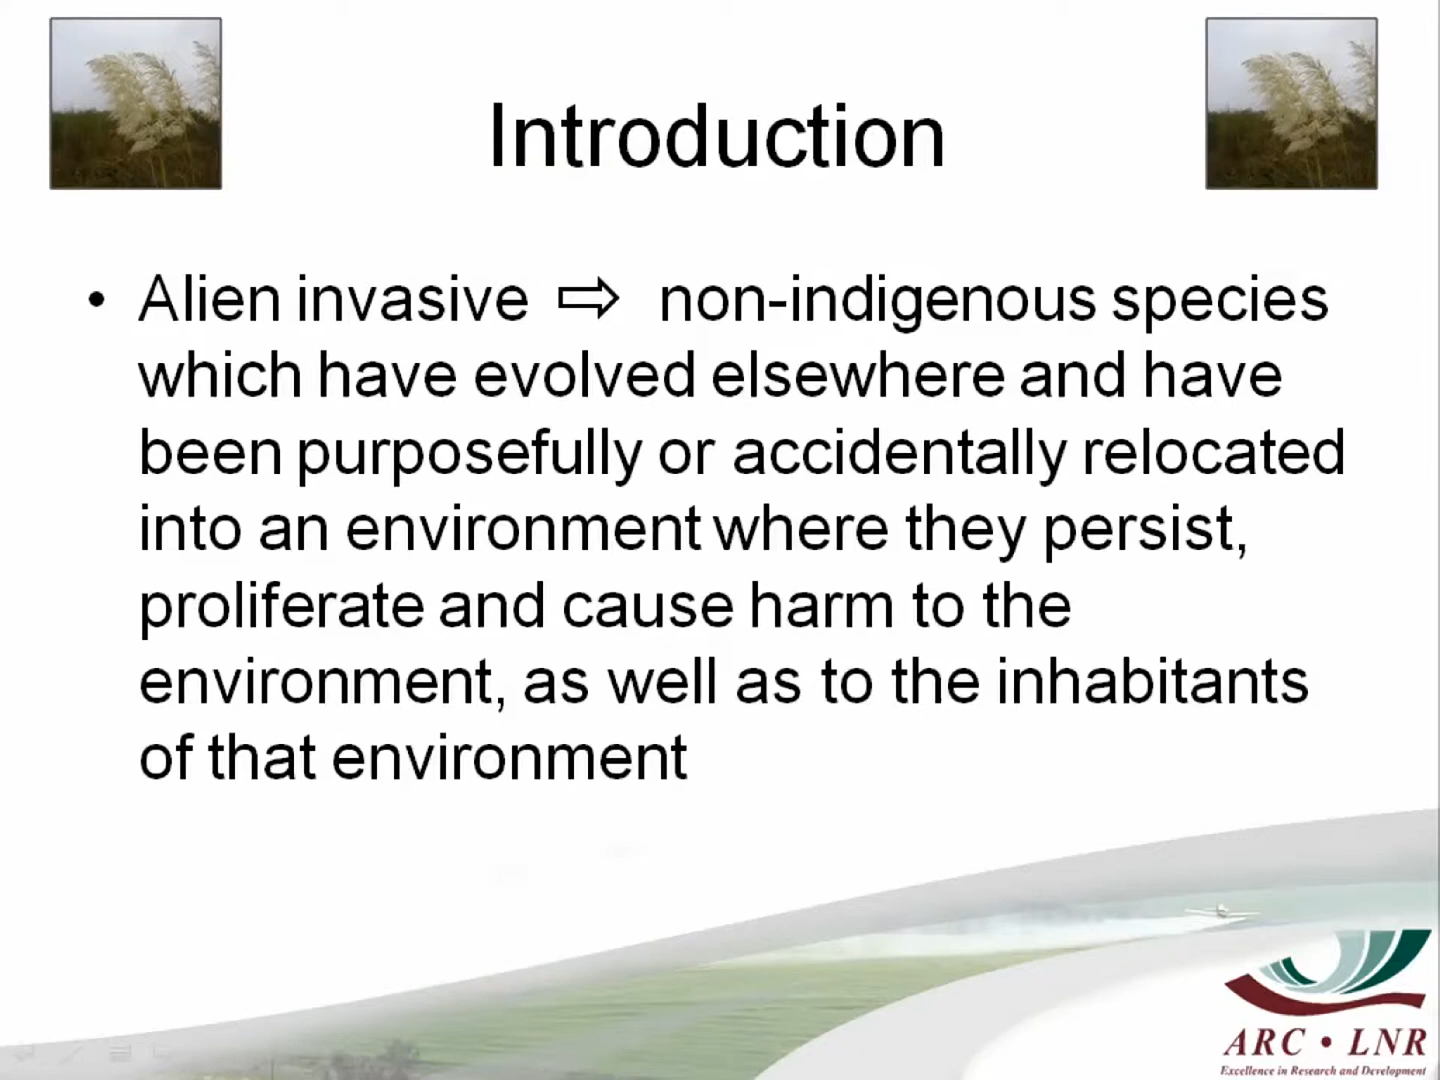 Introduction
• Alien invasive ⇨ non-indigenous species
which have evolved elsewhere and have
been purposefully or accidentally relocated
into an environment where they persist,
proliferate and cause harm to the
environment, as well as to the inhabitants
of that environment
ARC • LNR
Excellence in Research and Development